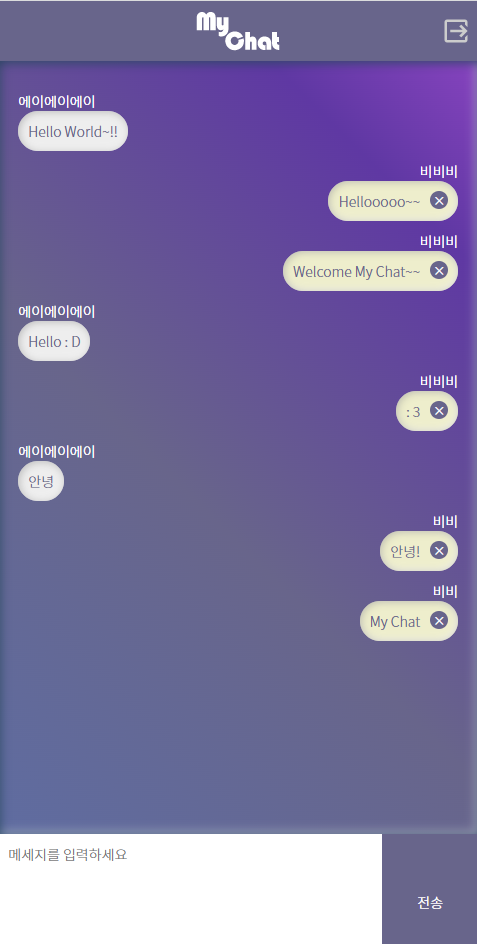 My
Chat
에이에이에이
Hello World~!!
비비비
Hellooooo~~
비비비
Welcome My Chat~~
에이에이에이
Hello : D
비비비
: 3
에이에이에이
안녕
비비
안녕!
비비
My Chat
메세지를 입력하세요
전송